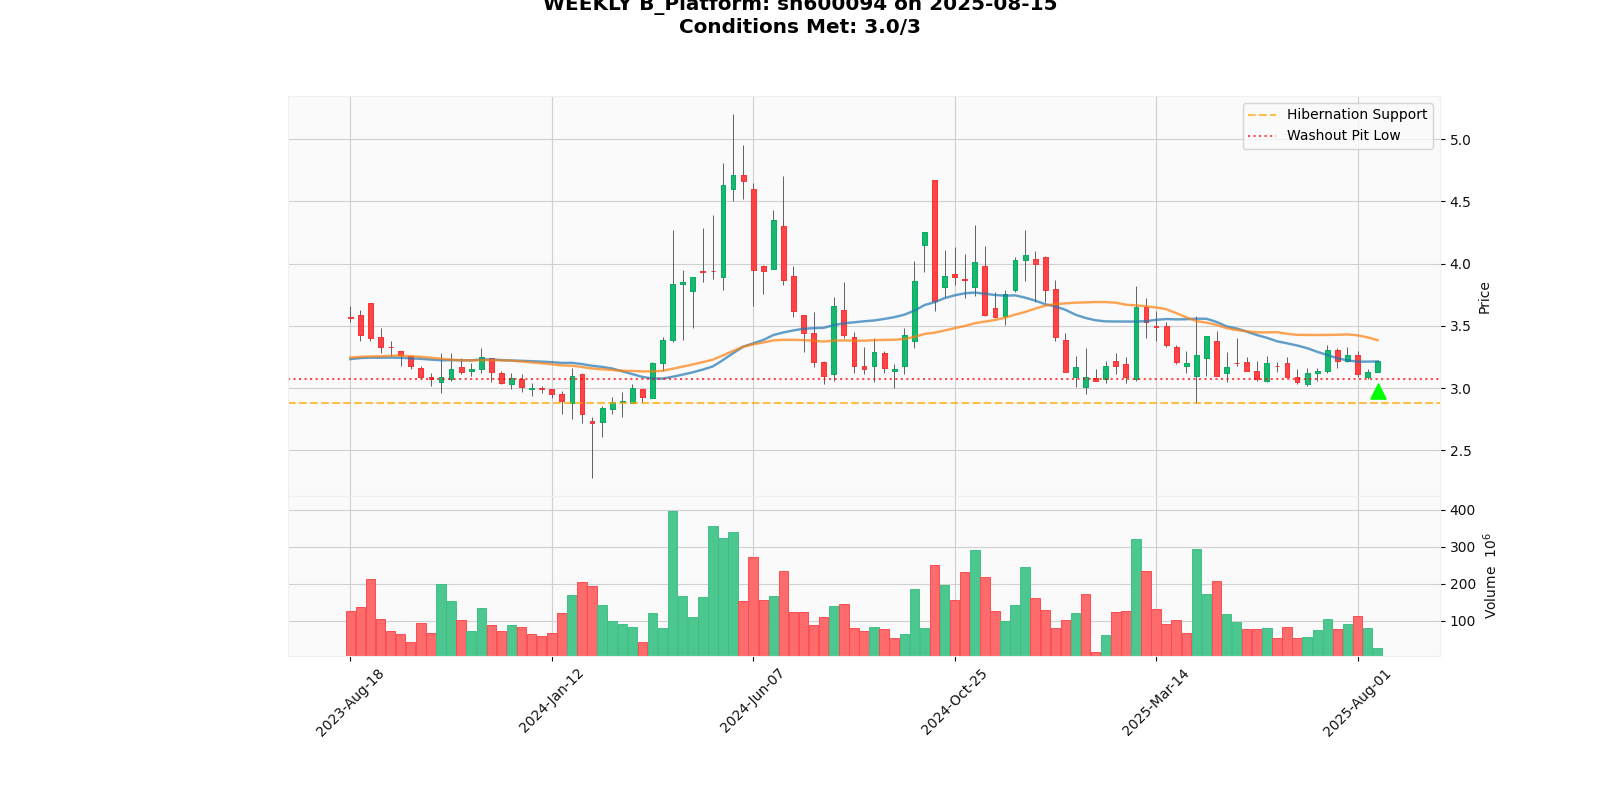 WEEKLY B_Platform: sh600094 on 2025-08-15
Conditions Met: 3.0/3
Hibernation Support
Washout Pit Low
5.0
4.5
4.0
3.5
3.0
2.5
Price
400
300
200
100
Volume 10⁶
2023-Aug-18
2024-Jan-12
2024-Jun-07
2024-Oct-25
2025-Mar-14
2025-Aug-01